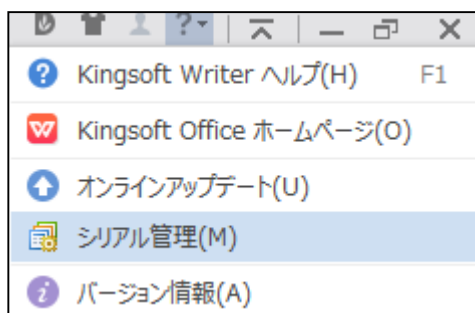 ?
Kingsoft Writer ヘルプ(H) F1
Kingsoft Office ホームページ(O)
オンラインアップデート(U)
シリアル管理(M)
バージョン情報(A)